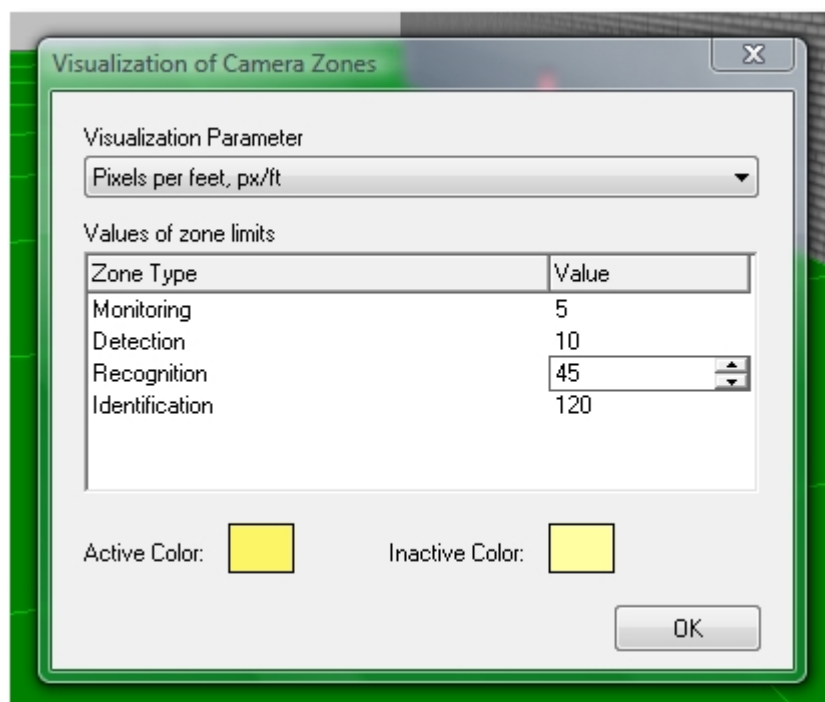 Visualization of Camera Zones
Visualization Parameter
Pixels per feet, px/ft
Values of zone limits
Zone Type Value
Monitoring 5
Detection 10
Recognition 45
Identification 120
Active Color: Inactive Color:
OK